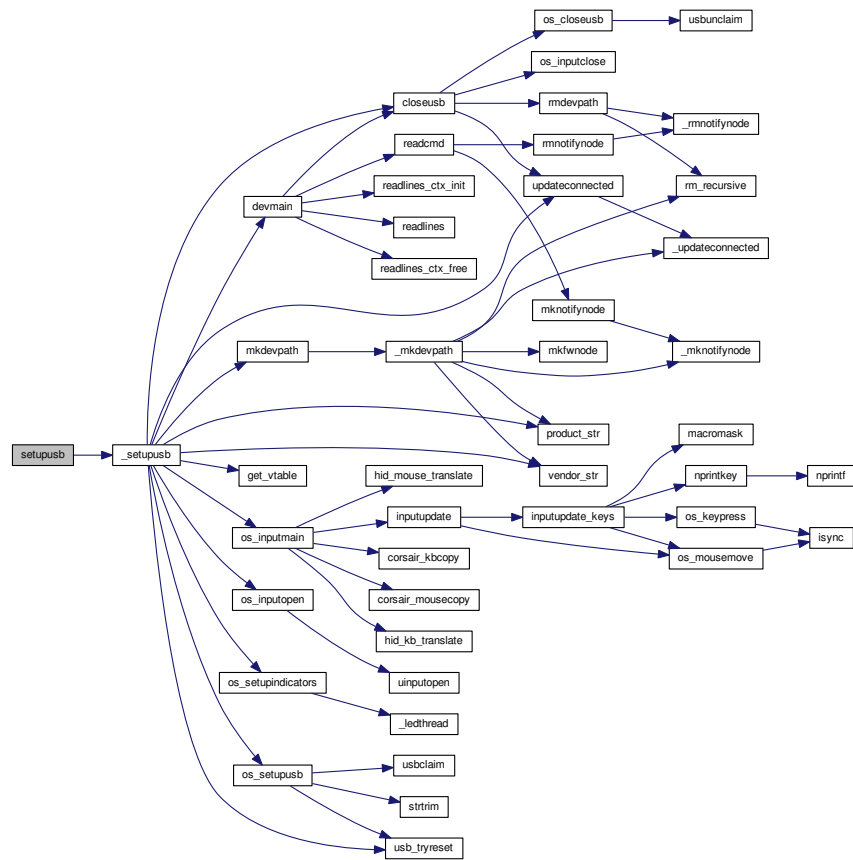 os_closeusb
usbunclaim
os_inputclose
closeusb
rmdevpath
_rmnotifynode
readcmd
rmnotifynode
readlines_ctx_init
updateconnected
rm_recursive
devmain
readlines
_updateconnected
readlines_ctx_free
mknotifynode
mkdevpath
_mkdevpath
mkfwnode
_mknotifynode
product_str
macromask
setupusb
_setupusb
get_vtable
hid_mouse_translate
vendor_str
nprintkey
nprintf
inputupdate
inputupdate_keys
os_keypress
os_inputmain
isync
corsair_kbcopy
os_mousemove
os_inputopen
corsair_mousecopy
hid_kb_translate
os_setupindicators
uinputopen
_ledthread
os_setupusb
usbclaim
strtrim
usb_tryreset